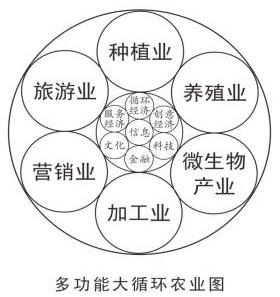 种植业
旅游业
养殖业
循环
经济
服务
经济
创意
经济
信息
文化
科技
金融
营销业
微生物
产业
加工业
多功能大循环农业图